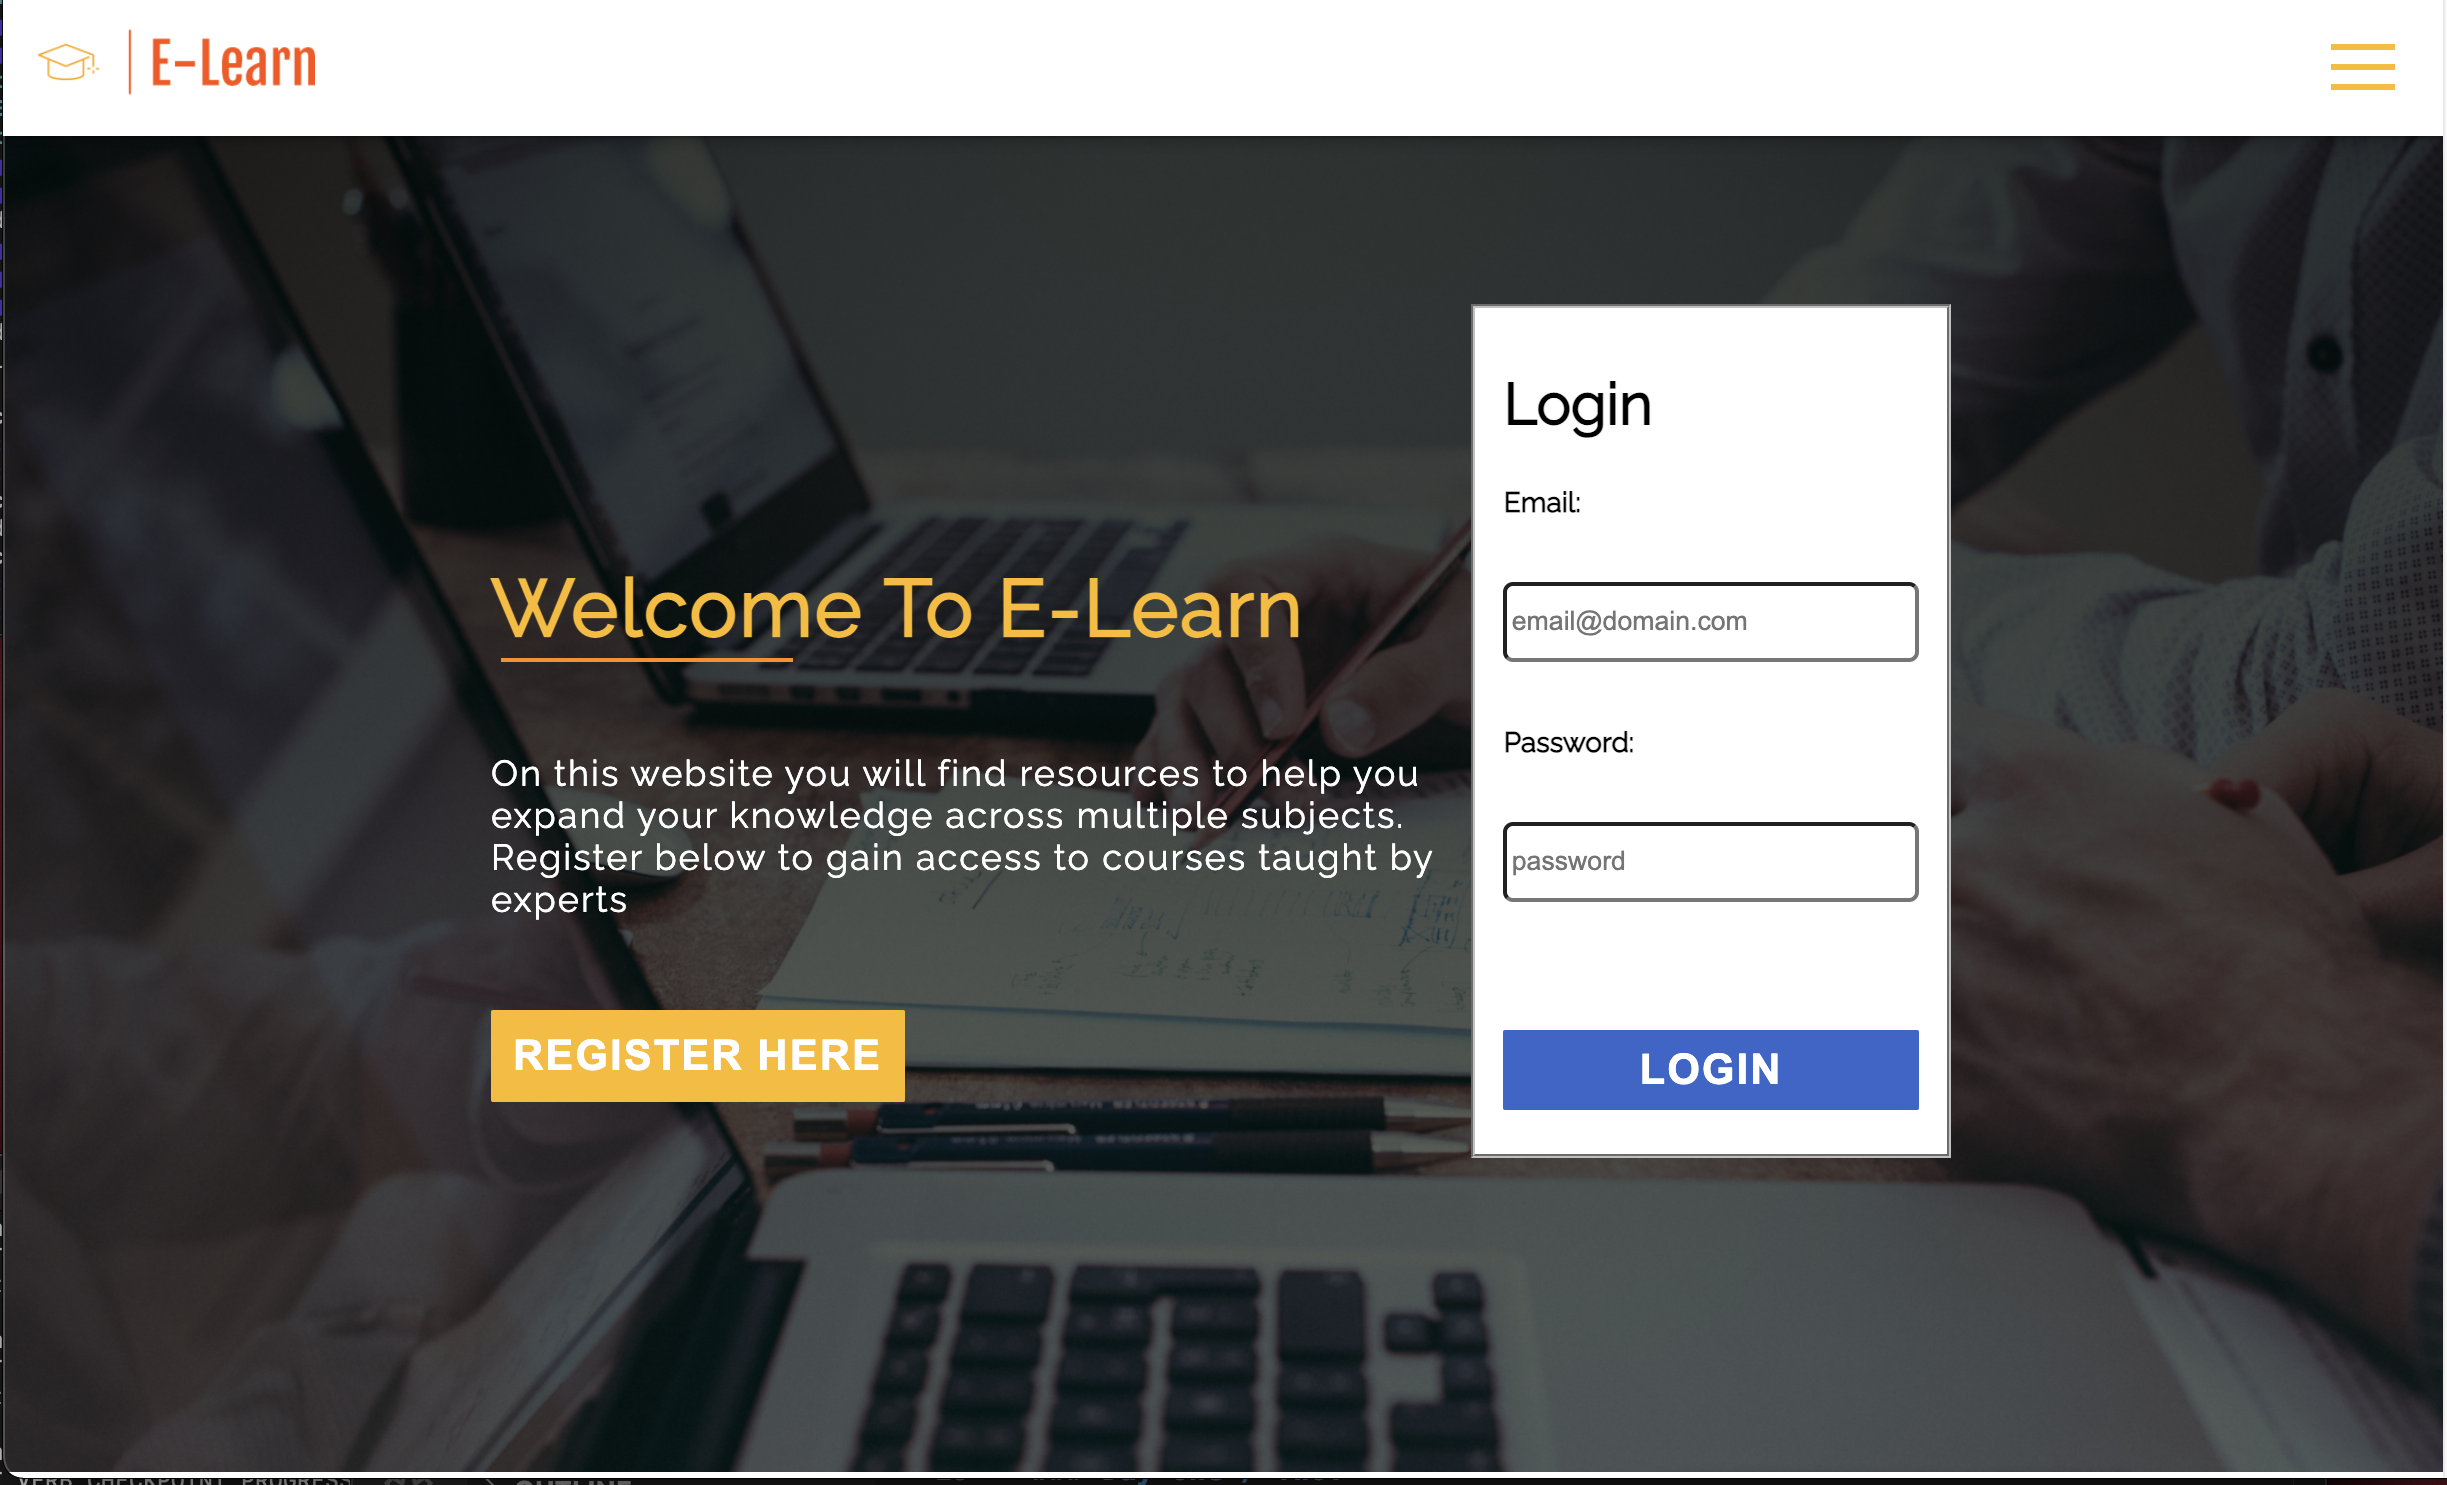 E-Learn
Login
Email:
email@domain.com
Welcome To E-Learn
Password:
On this website you will find resources to help you
expand your knowledge across multiple subjects.
Register below to gain access to courses taught by
experts
password
REGISTER HERE
LOGIN